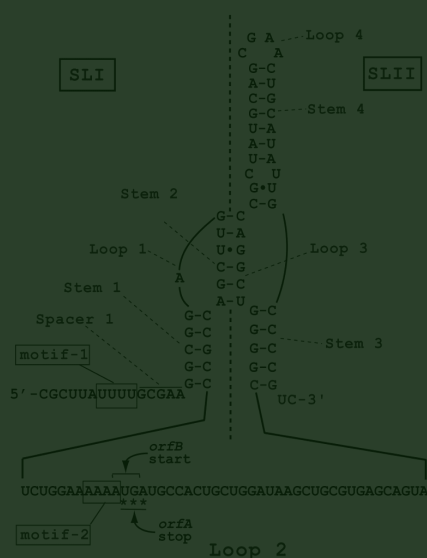 G A Loop 4
C A
SLI
G-C
SLII
A-U
C-G
G-C Stem 4
U-A
A-U
U-A
C U
Stem 2
G•U
C-G
G-C
U-A
Loop 1 U•G Loop 3
C-G
A
G-C
Stem 1
A-U
Spacer 1
G-C G-C
G-C C-G
motif-1
C-G C-G Stem 3
G-C G-C
5'-CGCUUAUUUUGCGAA G-C C-G
UC-3'
orfB
start
UCUGGAAAAAAUGAUGCCACUGCUGGAUAAGCUGCGUGAGCAGUA
***
motif-2
orfA
stop
Loop 2